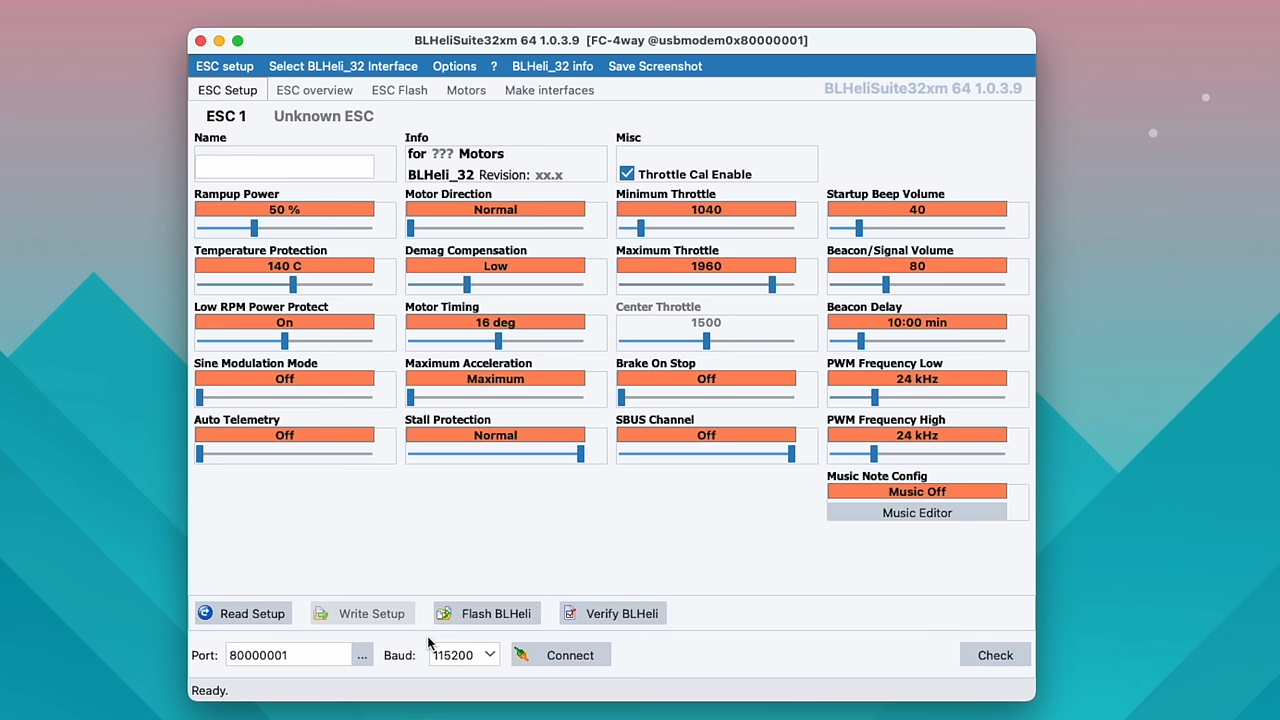 BLHeliSuite32xm 64 1.0.3.9 [FC-4way @usbmodem0x80000001]
ESC setup Select BLHeli_32 Interface Options ? BLHeli_32 info Save Screenshot
ESC Setup ESC overview ESC Flash Motors Make interfaces BLHeliSuite32xm 64 1.0.3.9
ESC 1 Unknown ESC
Name Info Misc
for ??? Motors
BLHeli_32 Revision: xx.x Throttle Cal Enable
Rampup Power Motor Direction Minimum Throttle Startup Beep Volume
50 % Normal 1040 40
Temperature Protection Demag Compensation Maximum Throttle Beacon/Signal Volume
140 C Low 1960 80
Low RPM Power Protect Motor Timing Center Throttle Beacon Delay
On 16 deg 1500 10:00 min
Sine Modulation Mode Maximum Acceleration Brake On Stop PWM Frequency Low
Off Maximum Off 24 kHz
Auto Telemetry Stall Protection SBUS Channel PWM Frequency High
Off Normal Off 24 kHz
Music Note Config
Music Off
Music Editor
Read Setup Write Setup Flash BLHeli Verify BLHeli
Port: 80000001 ... Baud: 115200 Connect Check
Ready.